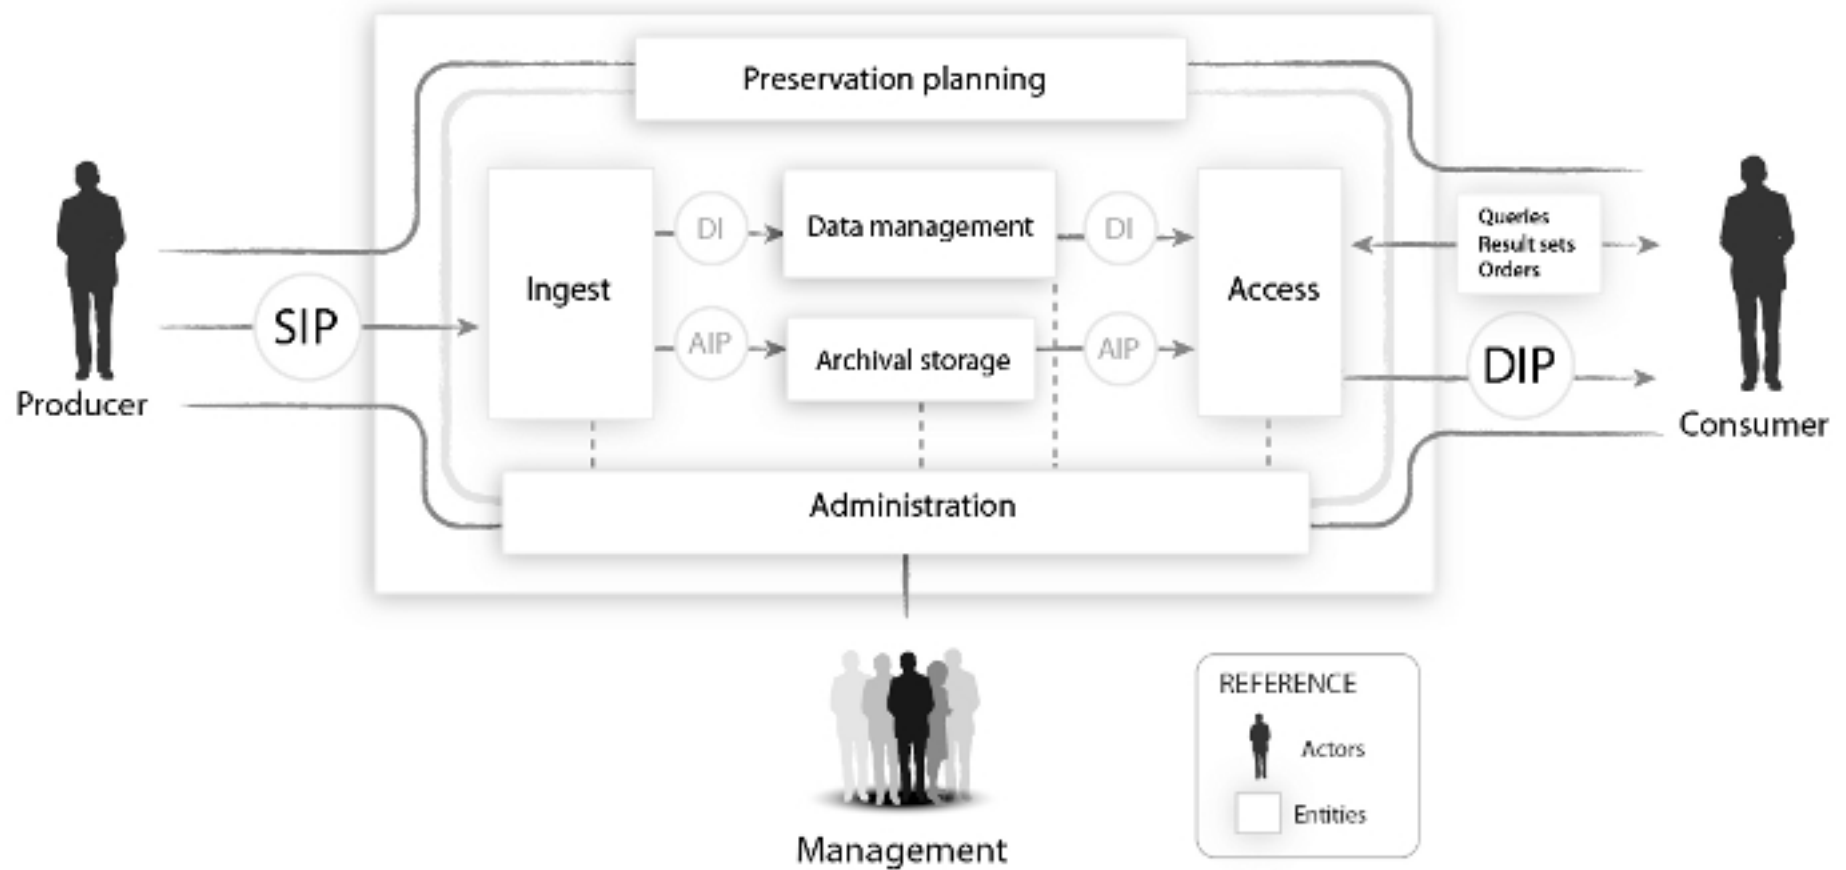 Preservation planning
DI
Data management
DI
Queries
Result sets
Orders
Ingest
Access
SIP
AIP
Archival storage
AIP
DIP
Producer
Consumer
Administration
REFERENCE
Actors
Entities
Management